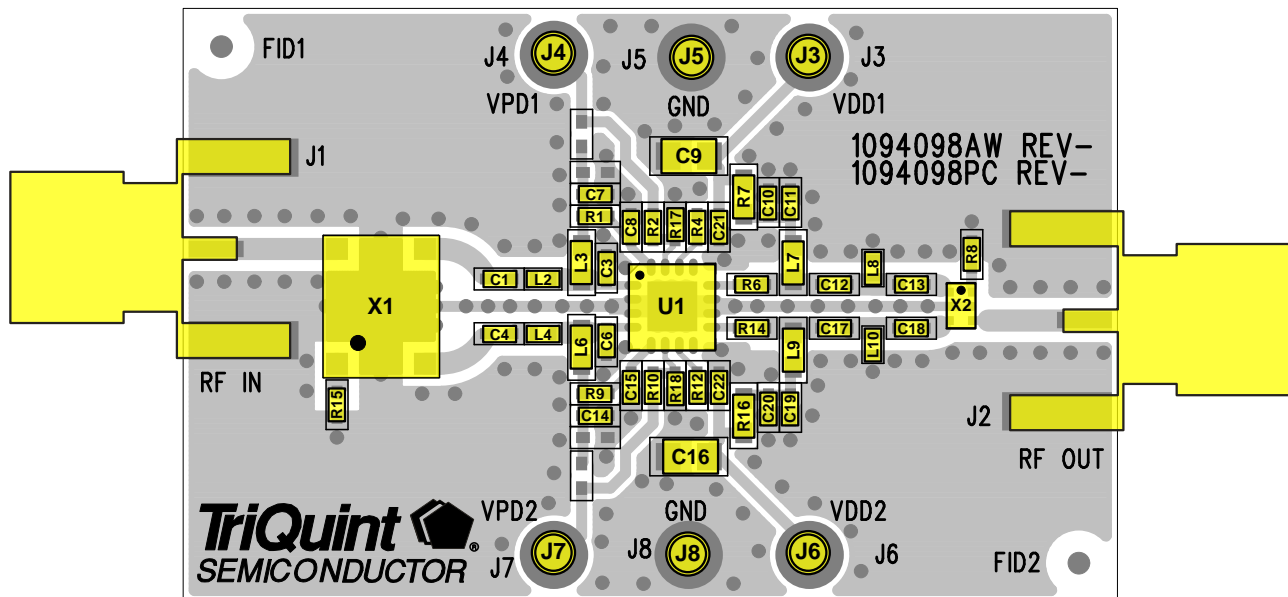 FID1
J4
J4
J5
J5
J3
J3
VPD1
GND
VDD1
1094098AW REV-
1094098PC REV-
J1
C9
C7
R1
C8
R2
R17
R4
C21
R7
C10
C11
L3
C3
L7
L8
R8
C1
L2
R6
C12
C13
X1
U1
X2
C4
L4
R14
C17
C18
L6
C6
L9
L10
RF IN
R15
R9
C14
C15
R10
R18
R12
C22
R16
C20
C19
J2
C16
RF OUT
TriQuint ®
SEMICONDUCTOR
VPD2
GND
VDD2
J7
J7
J8
J8
J6
J6
FID2